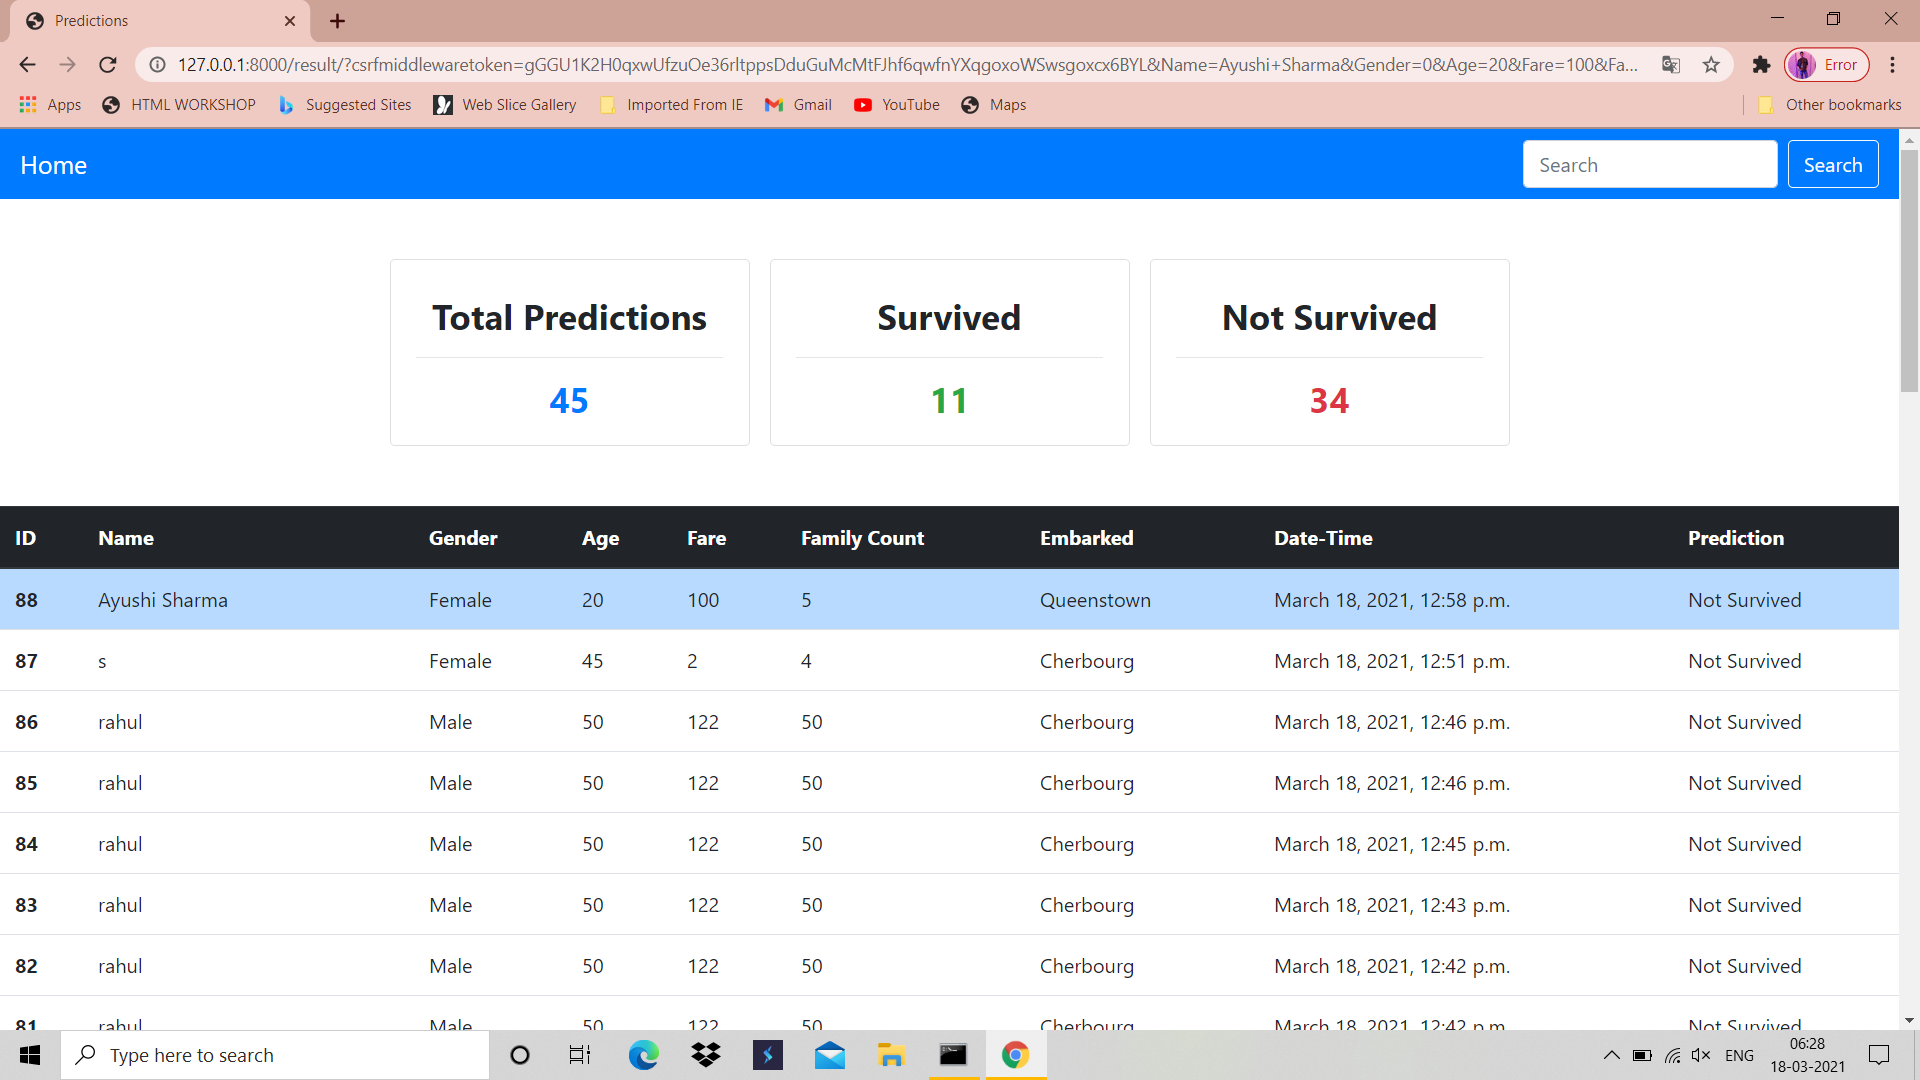 Predictions
127.0.0.1:8000/result/?csrfmiddlewaretoken=gGGU1K2H0qxwUfzuOe36rltppsDduGuMcMtFJhf6qwfnYXqgoxoWSwsgoxcx6BYL&Name=Ayushi+Sharma&Gender=0&Age=20&Fare=100&Fa... Error
Apps HTML WORKSHOP Suggested Sites Web Slice Gallery Imported From IE Gmail YouTube Maps Other bookmarks
Home Search Search
Total Predictions Survived Not Survived
45 11 34
ID Name Gender Age Fare Family Count Embarked Date-Time Prediction
88 Ayushi Sharma Female 20 100 5 Queenstown March 18, 2021, 12:58 p.m. Not Survived
87 s Female 45 2 4 Cherbourg March 18, 2021, 12:51 p.m. Not Survived
86 rahul Male 50 122 50 Cherbourg March 18, 2021, 12:46 p.m. Not Survived
85 rahul Male 50 122 50 Cherbourg March 18, 2021, 12:46 p.m. Not Survived
84 rahul Male 50 122 50 Cherbourg March 18, 2021, 12:45 p.m. Not Survived
83 rahul Male 50 122 50 Cherbourg March 18, 2021, 12:43 p.m. Not Survived
82 rahul Male 50 122 50 Cherbourg March 18, 2021, 12:42 p.m. Not Survived
81 rahul Male 50 122 50 Cherbourg March 18, 2021, 12:42 p.m. Not Survived
Type here to search ENG 06:28
18-03-2021